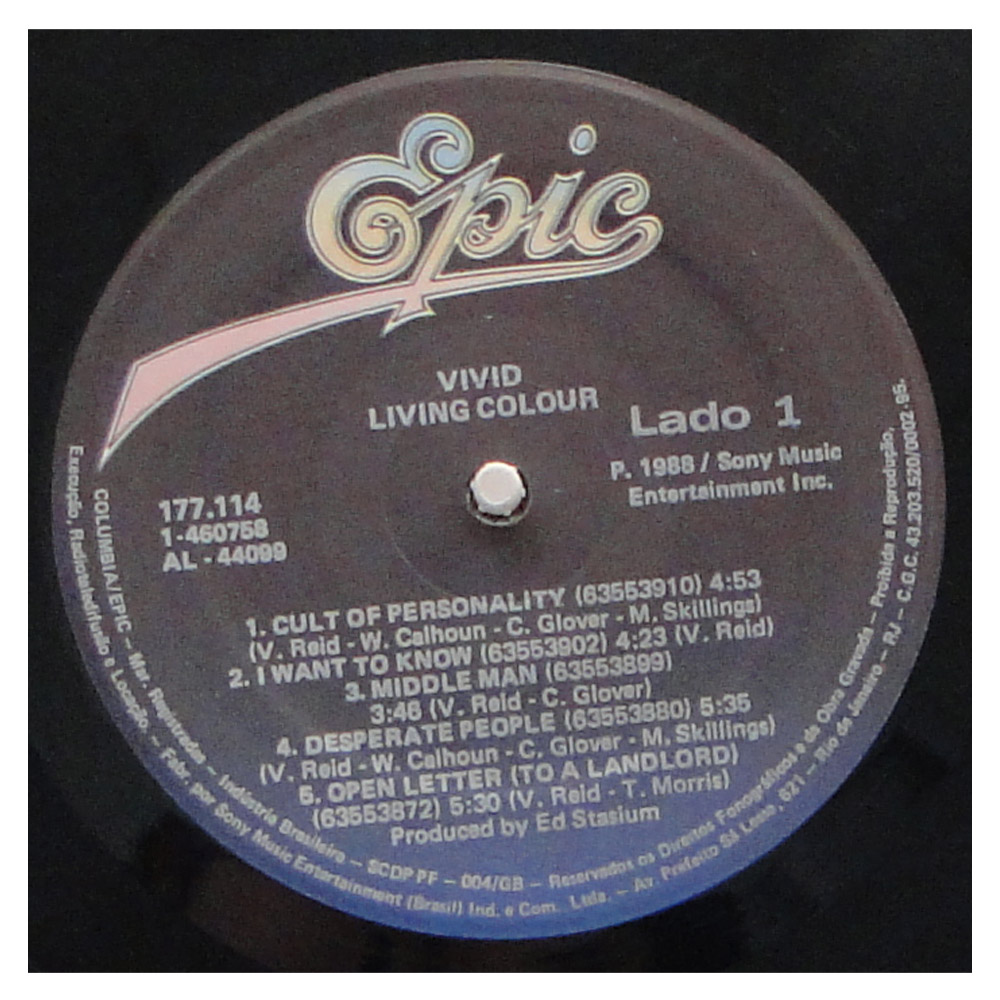 Epic
VIVID
LIVING COLOUR
Lado 1
P. 1988 / Sony Music
Entertainment Inc.
177.114
1-460758
AL - 44099
1. CULT OF PERSONALITY (63553910) 4:53
(V. Reid - W. Calhoun - C. Glover - M. Skillings)
2. I WANT TO KNOW (63553902) 4:23 (V. Reid)
3. MIDDLE MAN (63553899)
3:46 (V. Reid - C. Glover)
4. DESPERATE PEOPLE (63553880) 5:35
(V. Reid - W. Calhoun - C. Glover - M. Skillings)
5. OPEN LETTER (TO A LANDLORD)
(63553872) 5:30 (V. Reid - T. Morris)
Produced by Ed Stasium
COLUMBIA/EPIC - Mar. Registradas - Indústria Brasileira - SCDP PF - 004/GB - Reservados os Direitos Fonográficos e da Obra Gravada - Proibida a Reprodução,
Execução, Radioteledifusão e Locação. - Fabr. por Sony Music Entertainment (Brasil) Ind. e Com. Ltda. - Av. Prefeito Sá Lessa, 621 - Rio de Janeiro - RJ - C.G.C. 43.203.520/0002-95.